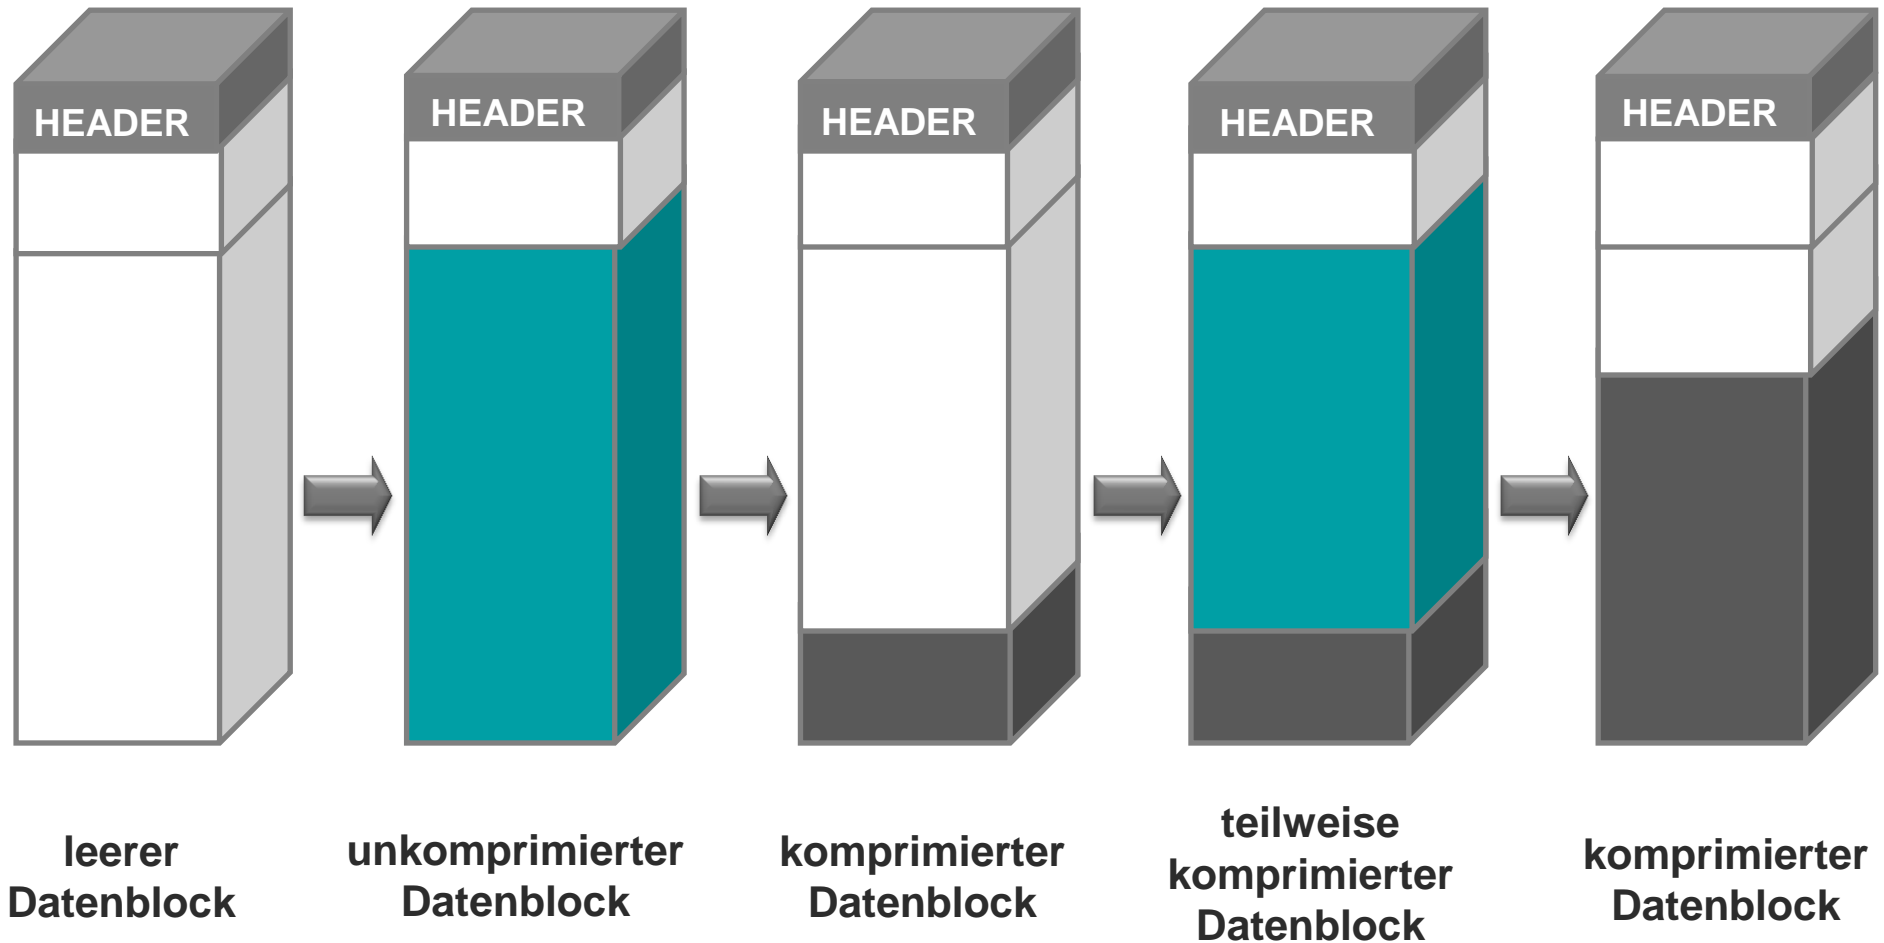 HEADER
HEADER
HEADER
HEADER
HEADER
leerer
Datenblock
unkomprimierter
Datenblock
komprimierter
Datenblock
teilweise
komprimierter
Datenblock
komprimierter
Datenblock